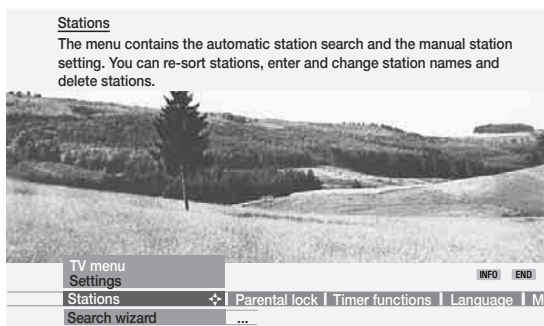 Stations
The menu contains the automatic station search and the manual station
setting. You can re-sort stations, enter and change station names and
delete stations.
TV menu
Settings
INFO END
Stations Parental lock Timer functions Language M
Search wizard ...